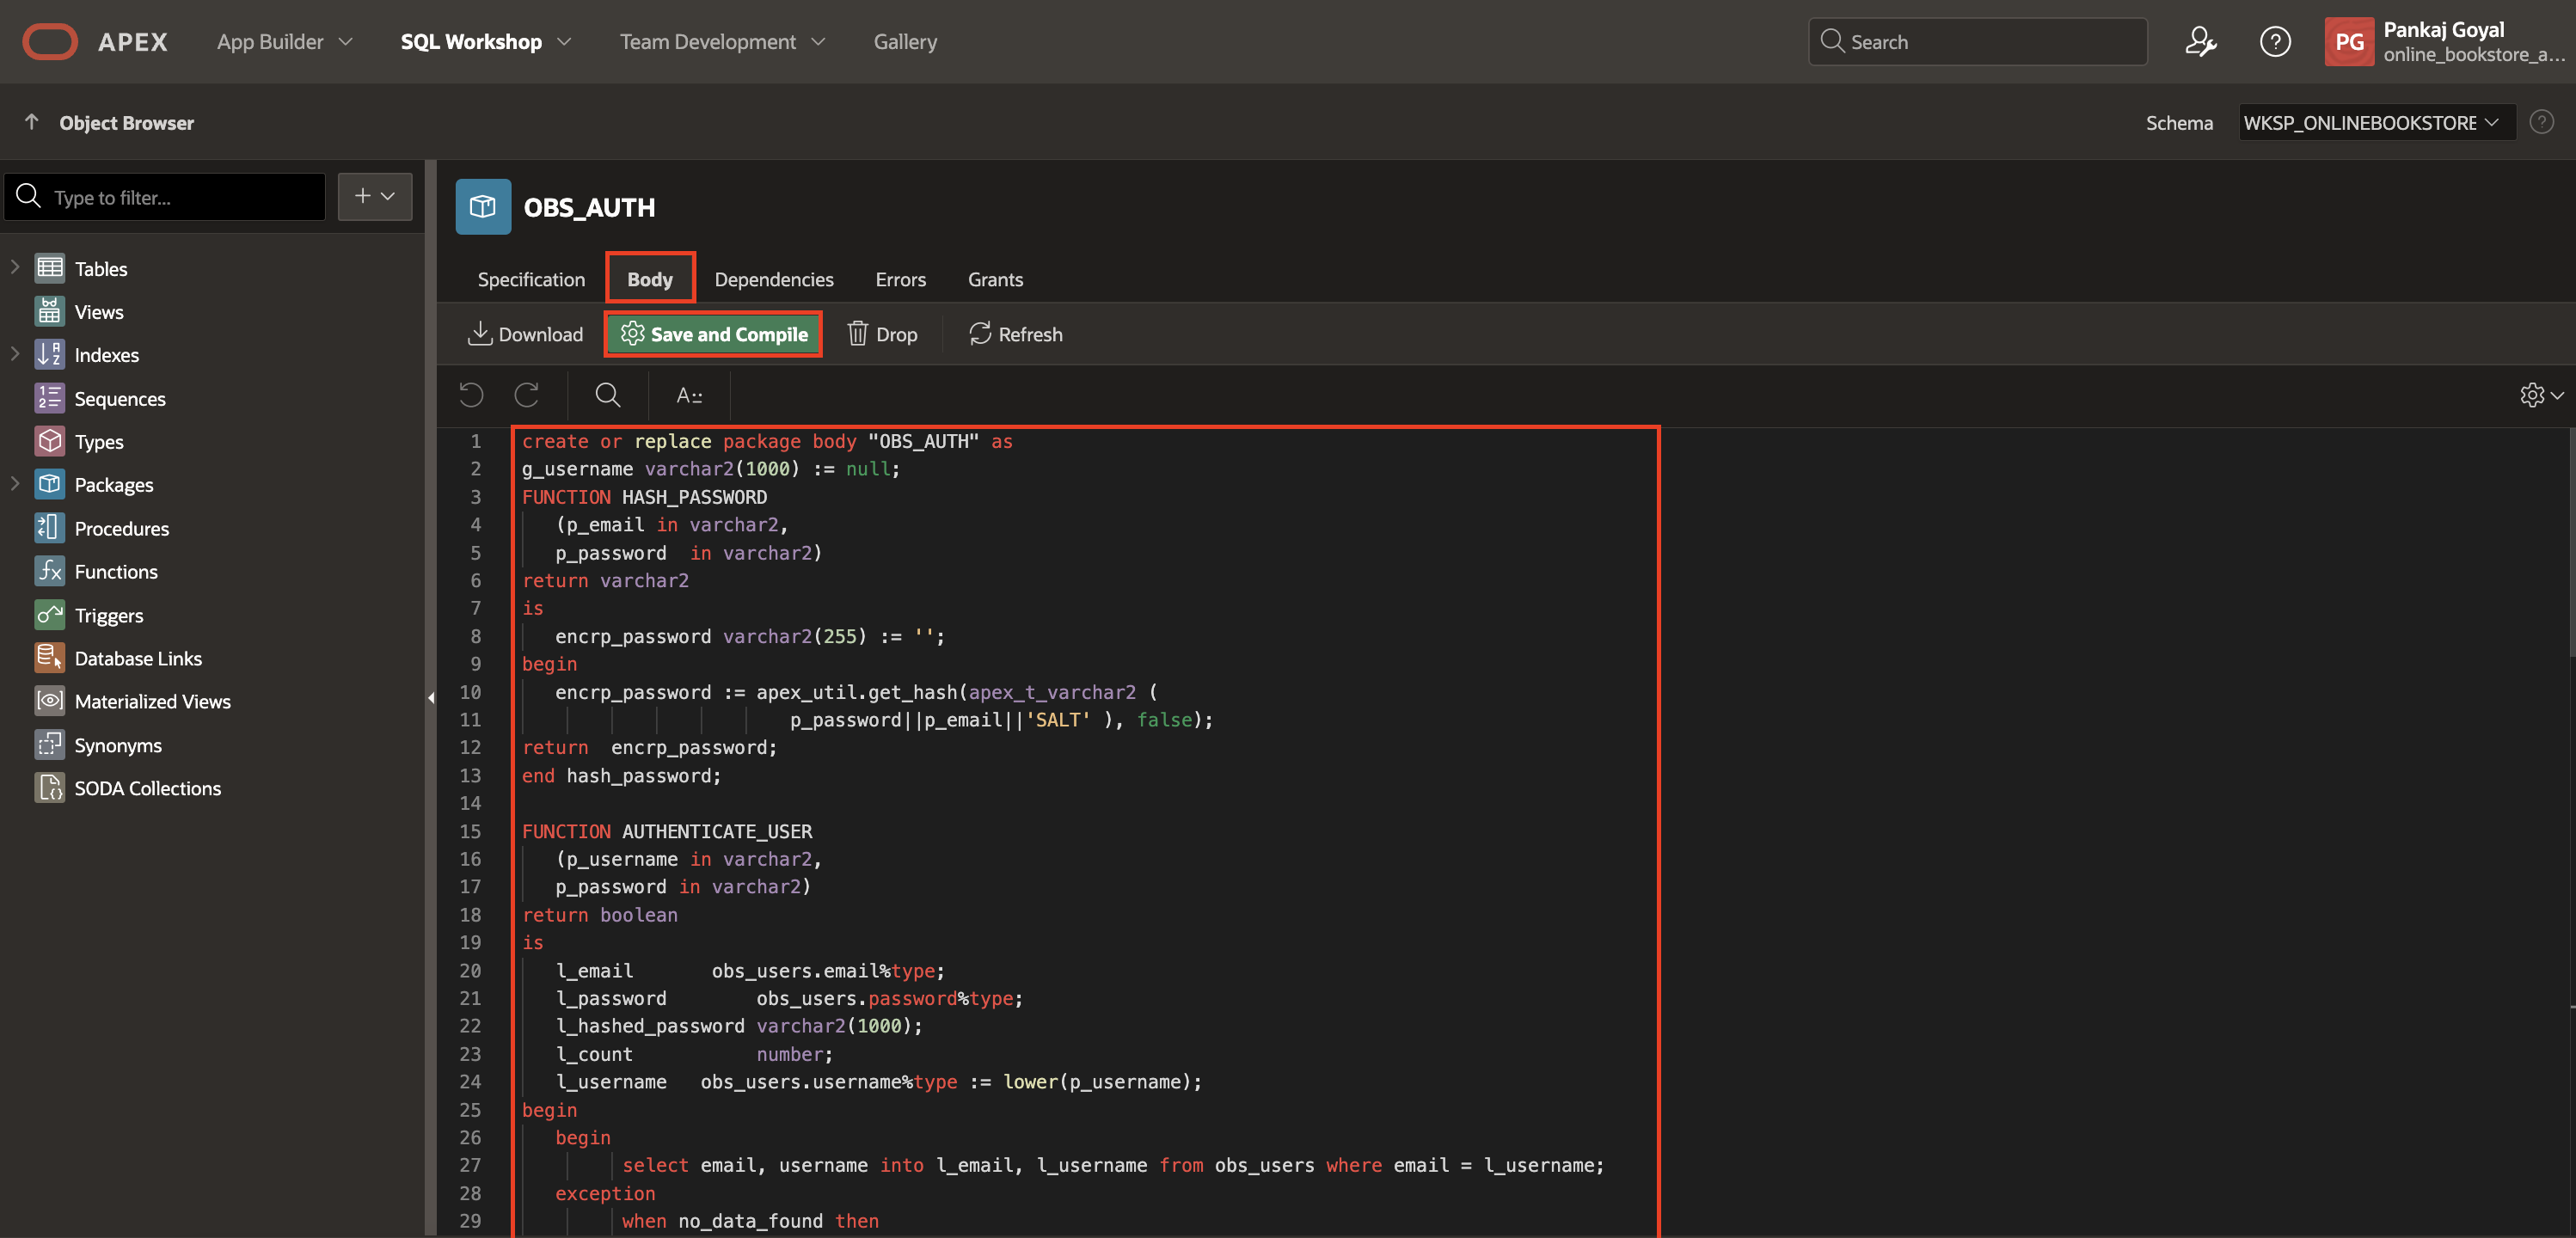 APEX App Builder SQL Workshop Team Development Gallery Search PG Pankaj Goyal
online_bookstore_a...
Object Browser Schema WKSP_ONLINEBOOKSTORE
Type to filter...
OBS_AUTH
Specification Body Dependencies Errors Grants
Download Save and Compile Drop Refresh
Tables
Views
Indexes
Sequences
Types
Packages
Procedures
Functions
Triggers
Database Links
Materialized Views
Synonyms
SODA Collections
1 create or replace package body "OBS_AUTH" as
2 g_username varchar2(1000) := null;
3 FUNCTION HASH_PASSWORD
4 (p_email in varchar2,
5 p_password  in varchar2)
6 return varchar2
7 is
8 encrp_password varchar2(255) := '';
9 begin
10 encrp_password := apex_util.get_hash(apex_t_varchar2 (
11 p_password||p_email||'SALT' ), false);
12 return  encrp_password;
13 end hash_password;
14
15 FUNCTION AUTHENTICATE_USER
16 (p_username in varchar2,
17 p_password in varchar2)
18 return boolean
19 is
20 l_email       obs_users.email%type;
21 l_password        obs_users.password%type;
22 l_hashed_password varchar2(1000);
23 l_count           number;
24 l_username   obs_users.username%type := lower(p_username);
25 begin
26 begin
27 select email, username into l_email, l_username from obs_users where email = l_username;
28 exception
29 when no_data_found then